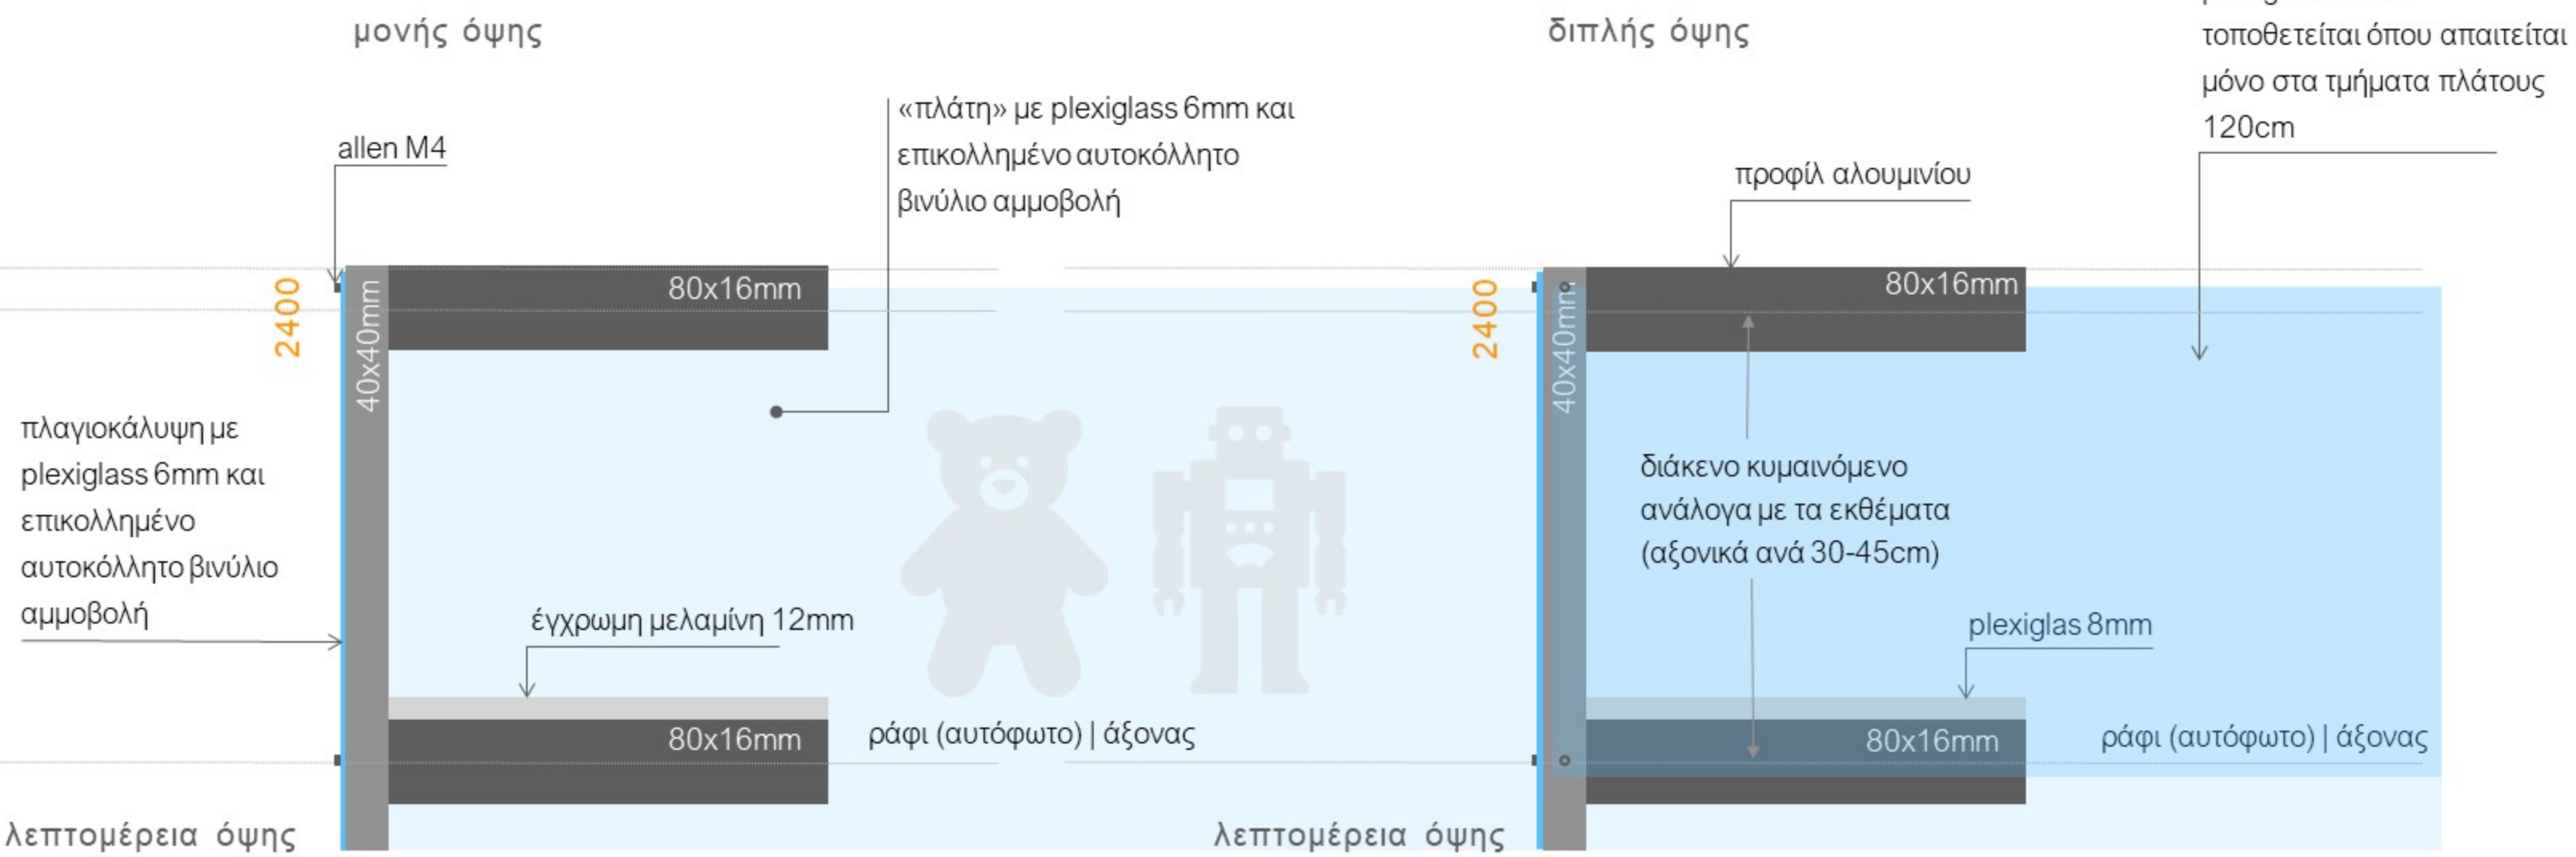 μονής όψης
allen M4
«πλάτη» με plexiglass 6mm και
επικολλημένο αυτοκόλλητο
βινύλιο αμμοβολή
2400
40x40mm
80x16mm
πλαγιοκάλυψη με
plexiglass 6mm και
επικολλημένο
αυτοκόλλητο βινύλιο
αμμοβολή
έγχρωμη μελαμίνη 12mm
80x16mm
ράφι (αυτόφωτο) | άξονας
λεπτομέρεια όψης
διπλής όψης
τοποθετείται όπου απαιτείται
μόνο στα τμήματα πλάτους
120cm
προφίλ αλουμινίου
2400
40x40mm
80x16mm
διάκενο κυμαινόμενο
ανάλογα με τα εκθέματα
(αξονικά ανά 30-45cm)
plexiglas 8mm
80x16mm
ράφι (αυτόφωτο) | άξονας
λεπτομέρεια όψης